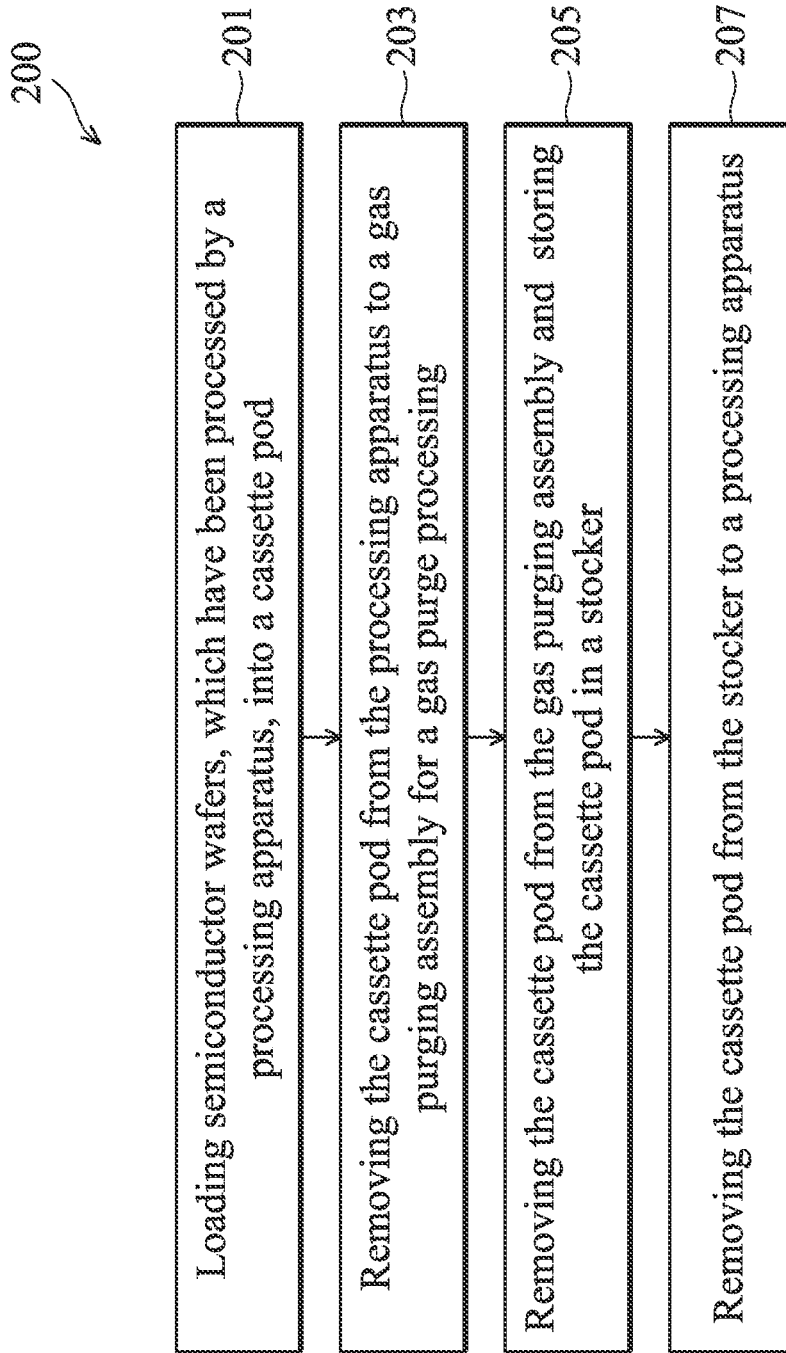 200
Loading semiconductor wafers, which have been processed by a
processing apparatus, into a cassette pod
201
Removing the cassette pod from the processing apparatus to a gas
purging assembly for a gas purge processing
203
Removing the cassette pod from the gas purging assembly and storing
the cassette pod in a stocker
205
Removing the cassette pod from the stocker to a processing apparatus
207